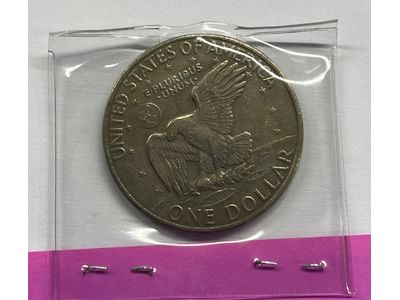 UNITED STATES OF AMERICA
E PLURIBUS
UNUM
ONE DOLLAR